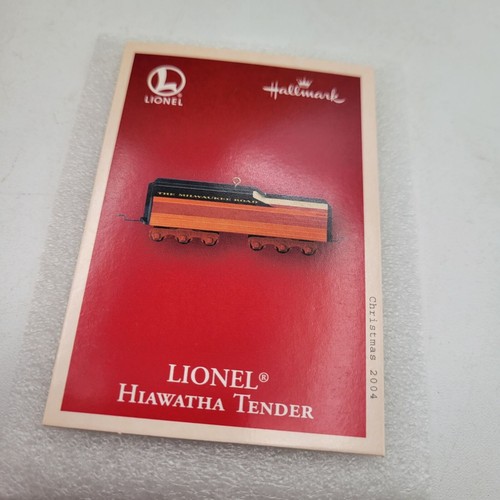 LIONEL®
Hallmark
THE MILWAUKEE ROAD
Christmas 2004
LIONEL®
HIAWATHA TENDER